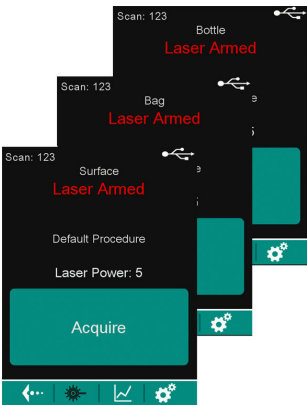 Scan: 123
Bottle
Laser Armed
Scan: 123
Bag
Laser Armed
Scan: 123
Surface
Laser Armed
Default Procedure
Laser Power: 5
Acquire